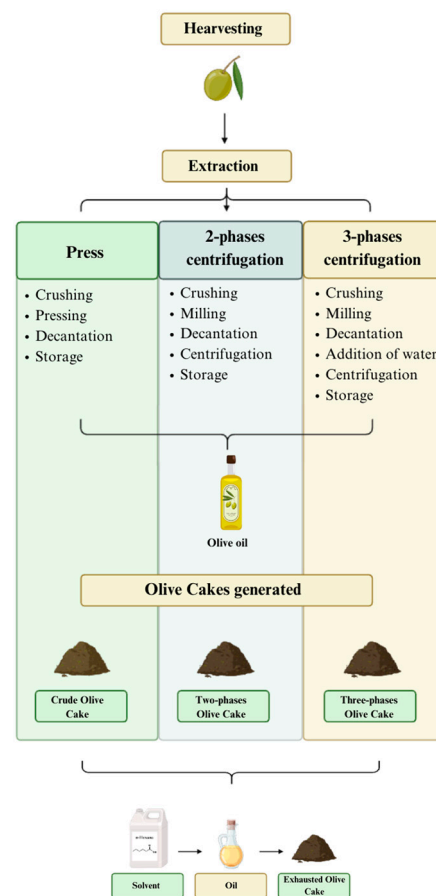 Hearvesting
Extraction
Press
2-phases
centrifugation
3-phases
centrifugation
• Crushing
• Pressing
• Decantation
• Storage
• Crushing
• Milling
• Decantation
• Centrifugation
• Storage
• Crushing
• Milling
• Decantation
• Addition of water
• Centrifugation
• Storage
Olive oil
Olive Cakes generated
Crude Olive
Cake
Two-phases
Olive Cake
Three-phases
Olive Cake
Solvent
Oil
Exhausted Olive
Cake